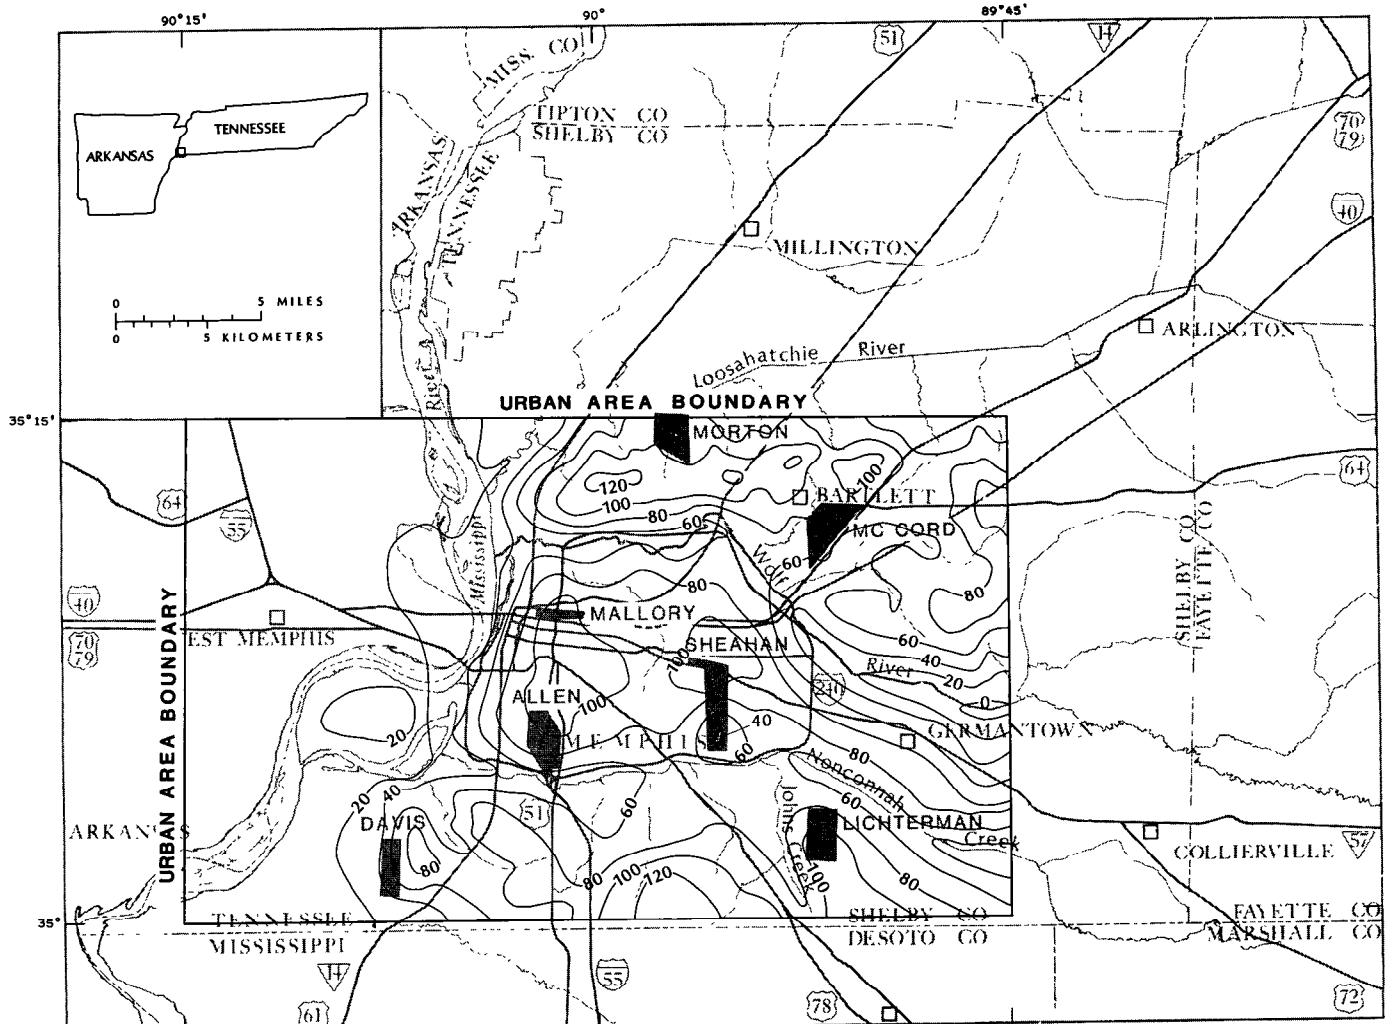 90°15'
90°
89°45'
51
14
MISS. CO
TIPTON CO
SHELBY CO
ARKANSAS
TENNESSEE
70
79
40
ARKANSAS
TENNESSEE
MILLINGTON
0 5 MILES
0 5 KILOMETERS
ARLINGTON
Loosahatchie River
River
URBAN AREA BOUNDARY
35°15'
MORTON
64
120
100
100
BARTLETT
64
55
80
60
MC CORD
Mississippi
Wolf
60
SHELBY CO
FAYETTE CO
80
80
40
MALLORY
70
79
WEST MEMPHIS
SHEAHAN
60
40
100
River
20
240
0
URBAN AREA BOUNDARY
ALLEN
100
40
20
MEMPHIS
GERMANTOWN
60
80
Nonconnah
20
40
60
60
51
Johns
Creek
ARKANSAS
DAVIS
LICHTERMAN
Creek
57
COLLIERVILLE
80
80
100
120
100
80
35°
TENNESSEE
MISSISSIPPI
SHELBY CO
DESOTO CO
FAYETTE CO
MARSHALL CO
14
55
61
78
72